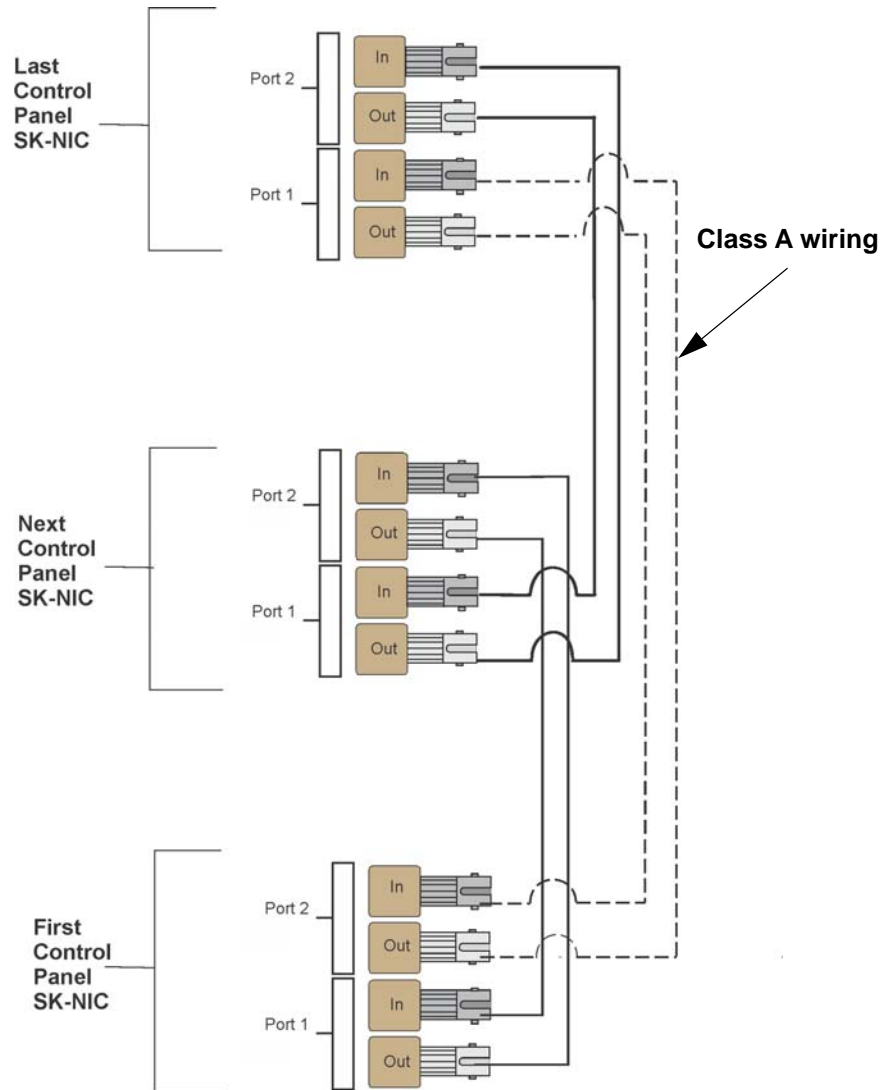 Last
Control
Panel
SK-NIC
Port 2
In
Out
Port 1
In
Out
Class A wiring
Next
Control
Panel
SK-NIC
Port 2
In
Out
Port 1
In
Out
First
Control
Panel
SK-NIC
Port 2
In
Out
Port 1
In
Out